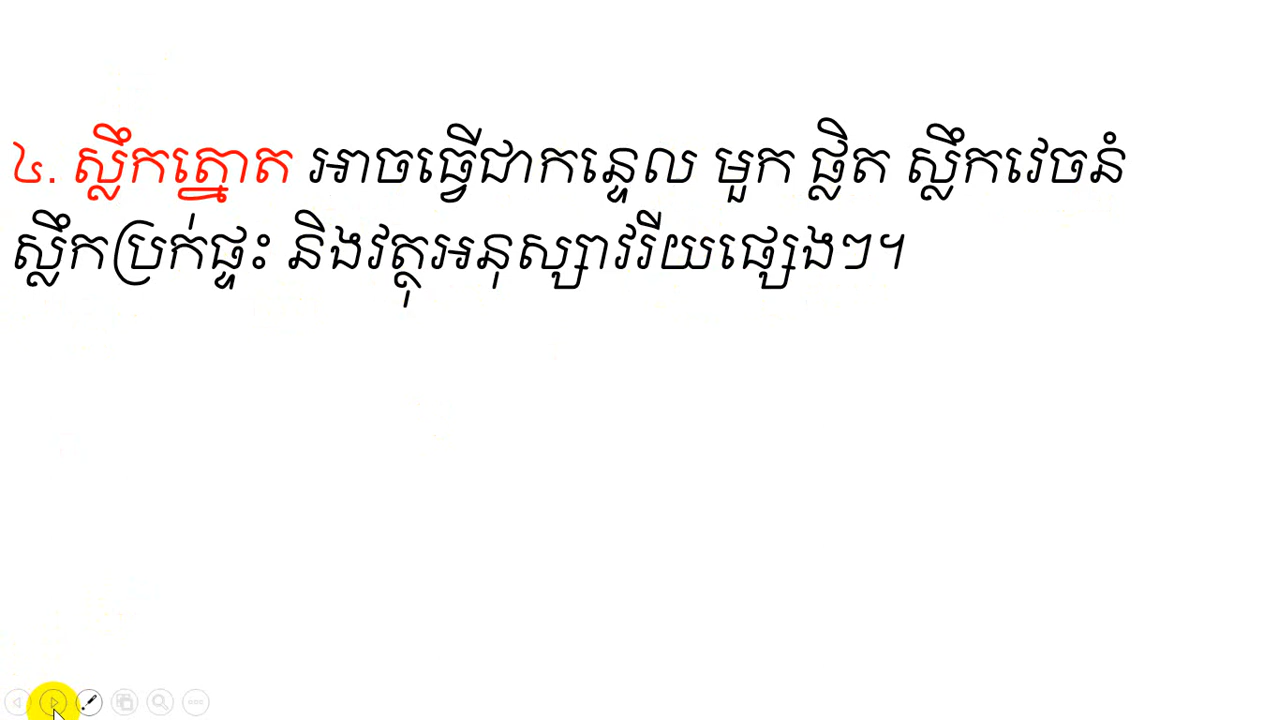 ៤. ស្លឹកត្នោត អាចធ្វើជាកន្ទេល មួក ផ្លិត ស្លឹកវេចនំ
ស្លឹកប្រក់ផ្ទះ និងវត្ថុអនុស្សាវរីយផ្សេងៗ។